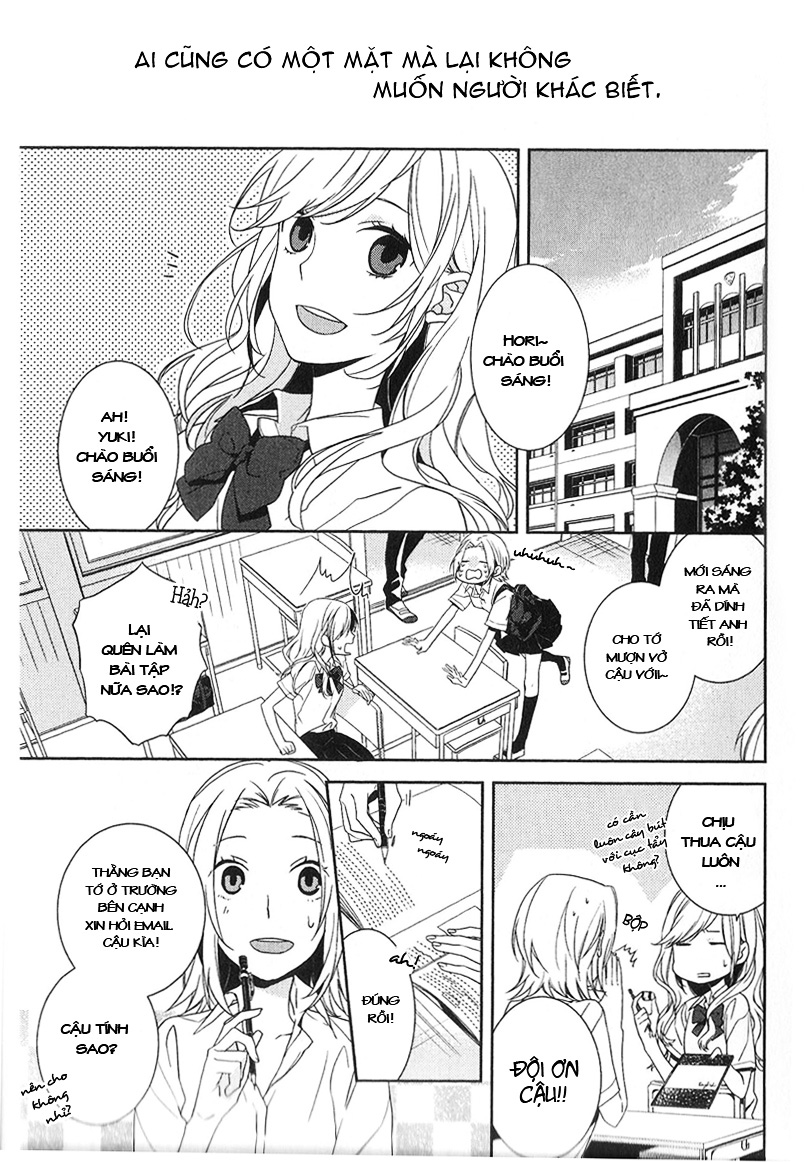 AI CŨNG CÓ MỘT MẶT MÀ LẠI KHÔNG
MUỐN NGƯỜI KHÁC BIẾT.
HORI~
CHÀO BUỔI
SÁNG!
AH!
YUKI!
CHÀO BUỔI
SÁNG!
MỚI SÁNG
RA MÀ
ĐÃ DÍNH
TIẾT ANH
RỒI!
CHO TỚ
MƯỢN VỞ
CẬU VỚII~
uhuhuh~
Hảh?
LẠI
QUÊN LÀM
BÀI TẬP
NỮA SAO!?
CHỊU
THUA CẬU
LUÔN
...
có cần
luôn cây bút
với cục tẩy
không?
BỘP
ĐỘI ƠN
CẬU!!
ngoáy
ngoáy
ah!
ĐÚNG
RỒI!
THẰNG BẠN
TỚ Ở TRƯỜNG
BÊN CẠNH
XIN HỎI EMAIL
CẬU KÌA!
CẬU TÍNH
SAO?
nên cho
không
nhỉ?